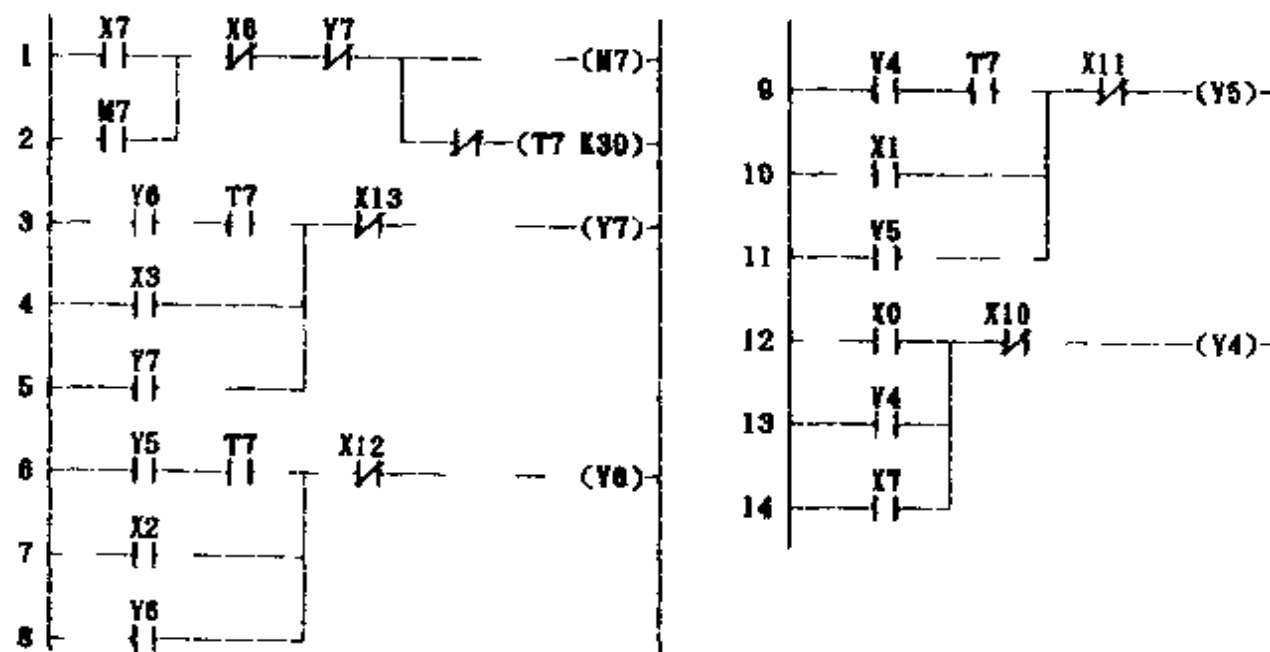 X7 X6 Y7
1 (M7)
M7
2 (T7 K30)
Y6 T7 X13
3 (Y7)
X3
4
Y7
5
Y5 T7 X12
6 (Y6)
X2
7
Y6
8
Y4 T7 X11
9 (Y5)
X1
10
Y5
11
X0 X10
12 (Y4)
Y4
13
X7
14